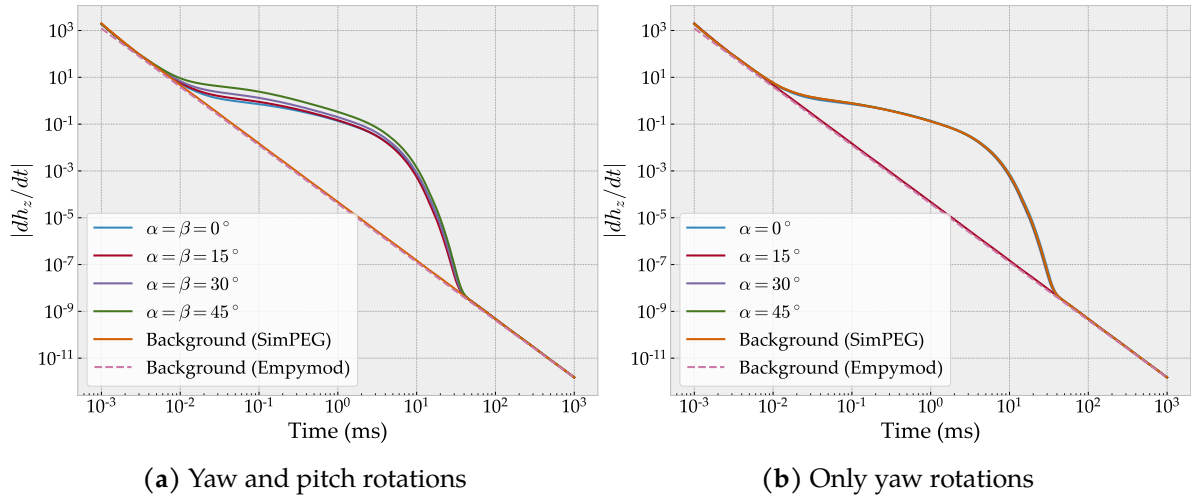 10^3
10^1
10^-1
10^-3
10^-5
10^-7
10^-9
10^-11
|dh_z/dt|
α = β = 0°
α = β = 15°
α = β = 30°
α = β = 45°
Background (SimPEG)
Background (Empymod)
10^-3 10^-2 10^-1 10^0 10^1 10^2 10^3
Time (ms)
(a) Yaw and pitch rotations
10^3
10^1
10^-1
10^-3
10^-5
10^-7
10^-9
10^-11
|dh_z/dt|
α = 0°
α = 15°
α = 30°
α = 45°
Background (SimPEG)
Background (Empymod)
10^-3 10^-2 10^-1 10^0 10^1 10^2 10^3
Time (ms)
(b) Only yaw rotations